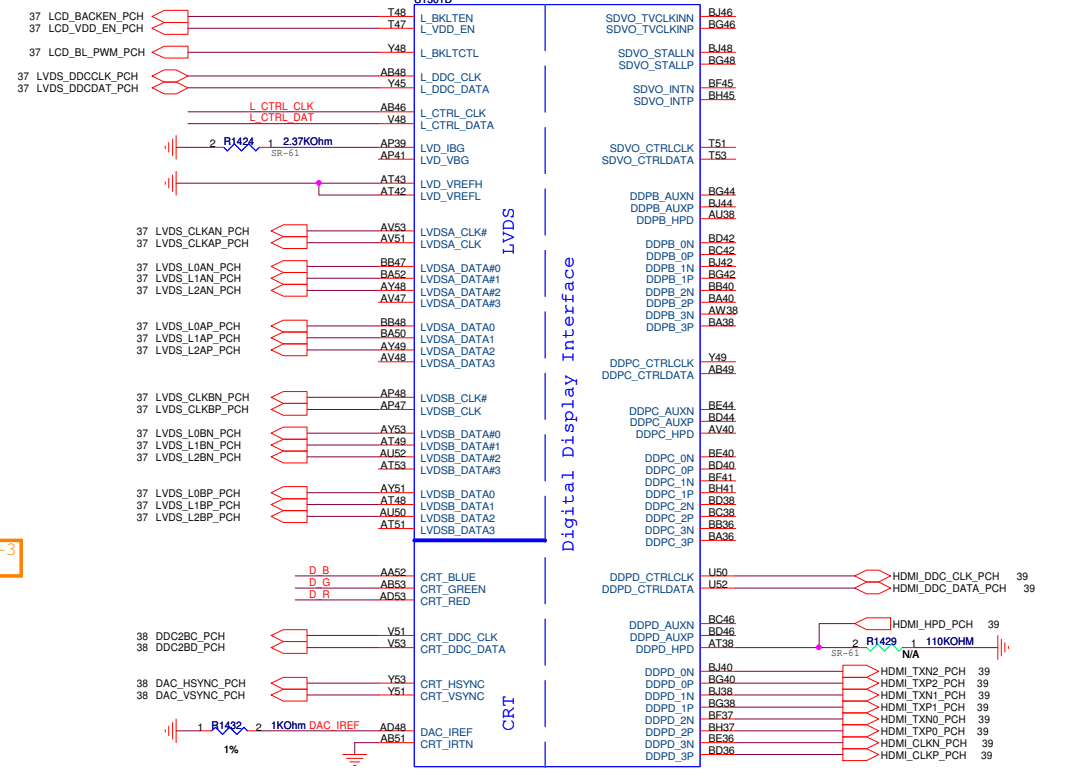 37 LCD_BACKEN_PCH T48 L_BKLTEN
37 LCD_VDD_EN_PCH T47 L_VDD_EN
37 LCD_BL_PWM_PCH Y48 L_BKLTCTL
37 LVDS_DDCCLK_PCH AB48 L_DDC_CLK
37 LVDS_DDCDAT_PCH Y45 L_DDC_DATA
L_CTRL_CLK AB46 L_CTRL_CLK
L_CTRL_DAT V48 L_CTRL_DATA
2 R1424 1 2.37KOhm AP39 LVD_IBG
SR-61
AP41 LVD_VBG
AT43 LVD_VREFH
AT42 LVD_VREFL
37 LVDS_CLKAN_PCH AV53 LVDSA_CLK#
37 LVDS_CLKAP_PCH AV51 LVDSA_CLK
37 LVDS_L0AN_PCH BB47 LVDSA_DATA#0
37 LVDS_L1AN_PCH BA52 LVDSA_DATA#1
37 LVDS_L2AN_PCH AY48 LVDSA_DATA#2
AV47 LVDSA_DATA#3
37 LVDS_L0AP_PCH BB48 LVDSA_DATA0
37 LVDS_L1AP_PCH BA50 LVDSA_DATA1
37 LVDS_L2AP_PCH AY49 LVDSA_DATA2
AV48 LVDSA_DATA3
37 LVDS_CLKBN_PCH AP48 LVDSB_CLK#
37 LVDS_CLKBP_PCH AP47 LVDSB_CLK
37 LVDS_L0BN_PCH AY53 LVDSB_DATA#0
37 LVDS_L1BN_PCH AT49 LVDSB_DATA#1
37 LVDS_L2BN_PCH AU52 LVDSB_DATA#2
AT53 LVDSB_DATA#3
37 LVDS_L0BP_PCH AY51 LVDSB_DATA0
37 LVDS_L1BP_PCH AT48 LVDSB_DATA1
37 LVDS_L2BP_PCH AU50 LVDSB_DATA2
AT51 LVDSB_DATA3
LVDS
-3
D_B AA52 CRT_BLUE
D_G AB53 CRT_GREEN
D_R AD53 CRT_RED
38 DDC2BC_PCH V51 CRT_DDC_CLK
38 DDC2BD_PCH V53 CRT_DDC_DATA
38 DAC_HSYNC_PCH Y53 CRT_HSYNC
38 DAC_VSYNC_PCH Y51 CRT_VSYNC
1 R1432 2 1KOhm DAC_IREF AD48 DAC_IREF
1%
AB51 CRT_IRTN
CRT
Digital Display Interface
SDVO_TVCLKINN BJ46
SDVO_TVCLKINP BG46
SDVO_STALLN BJ48
SDVO_STALLP BG48
SDVO_INTN BF45
SDVO_INTP BH45
SDVO_CTRLCLK T51
SDVO_CTRLDATA T53
DDPB_AUXN BG44
DDPB_AUXP BJ44
DDPB_HPD AU38
DDPB_0N BD42
DDPB_0P BC42
DDPB_1N BJ42
DDPB_1P BG42
DDPB_2N BB40
DDPB_2P BA40
DDPB_3N AW38
DDPB_3P BA38
DDPC_CTRLCLK Y49
DDPC_CTRLDATA AB49
DDPC_AUXN BE44
DDPC_AUXP BD44
DDPC_HPD AV40
DDPC_0N BE40
DDPC_0P BD40
DDPC_1N BF41
DDPC_1P BH41
DDPC_2N BD38
DDPC_2P BC38
DDPC_3N BB36
DDPC_3P BA36
DDPD_CTRLCLK U50 HDMI_DDC_CLK_PCH 39
DDPD_CTRLDATA U52 HDMI_DDC_DATA_PCH 39
DDPD_AUXN BC46 HDMI_HPD_PCH 39
DDPD_AUXP BD46
DDPD_HPD AT38 2 R1429 1 110KOHM
SR-61 N/A
DDPD_0N BJ40 HDMI_TXN2_PCH 39
DDPD_0P BG40 HDMI_TXP2_PCH 39
DDPD_1N BJ38 HDMI_TXN1_PCH 39
DDPD_1P BG38 HDMI_TXP1_PCH 39
DDPD_2N BF37 HDMI_TXN0_PCH 39
DDPD_2P BH37 HDMI_TXP0_PCH 39
DDPD_3N BE36 HDMI_CLKN_PCH 39
DDPD_3P BD36 HDMI_CLKP_PCH 39